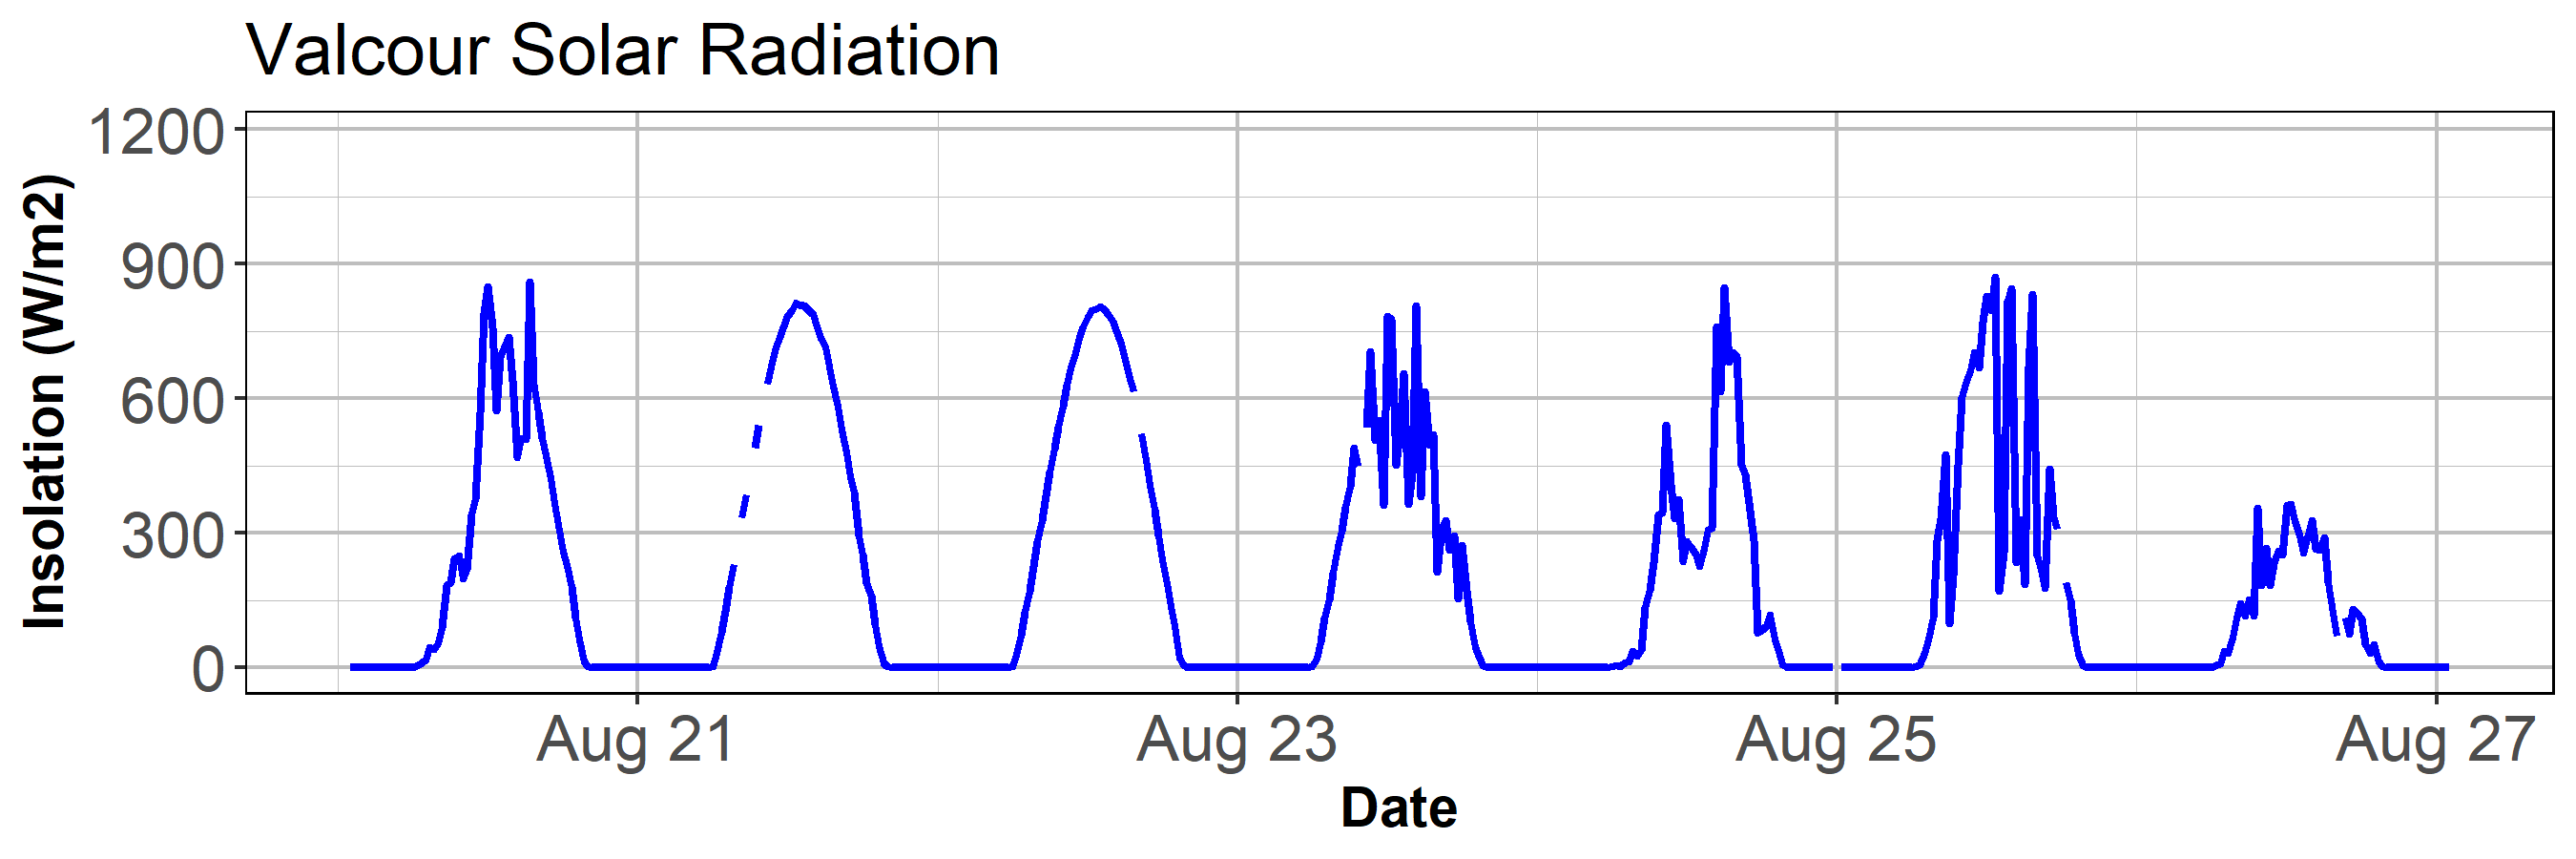 Valcour Solar Radiation
1200
900
600
300
0
Insolation (W/m2)
Aug 21 Aug 23 Aug 25 Aug 27
Date